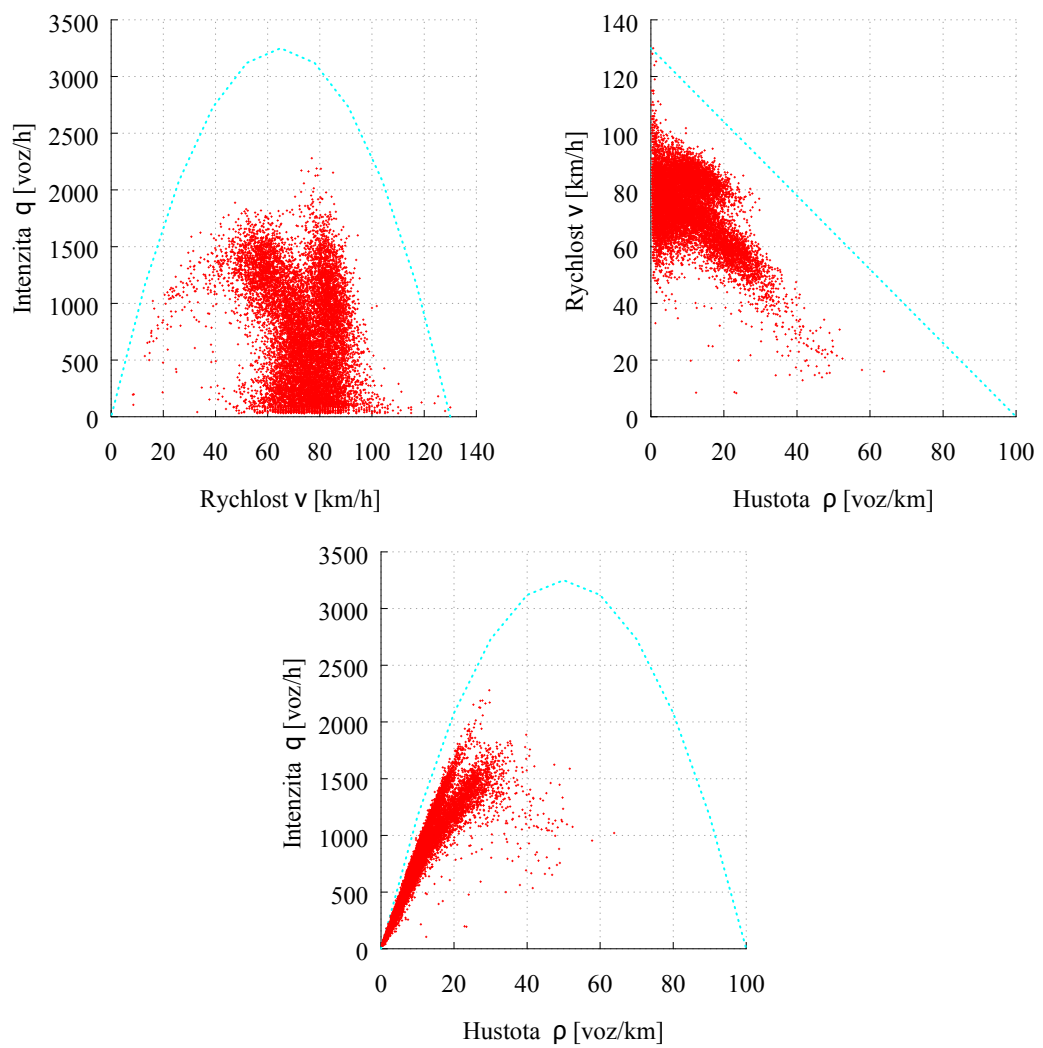 3500
3000
2500
2000
1500
1000
500
0
Intenzita q [voz/h]
0 20 40 60 80 100 120 140
Rychlost v [km/h]
140
120
100
80
60
40
20
0
Rychlost v [km/h]
0 20 40 60 80 100
Hustota ρ [voz/km]
3500
3000
2500
2000
1500
1000
500
0
Intenzita q [voz/h]
0 20 40 60 80 100
Hustota ρ [voz/km]